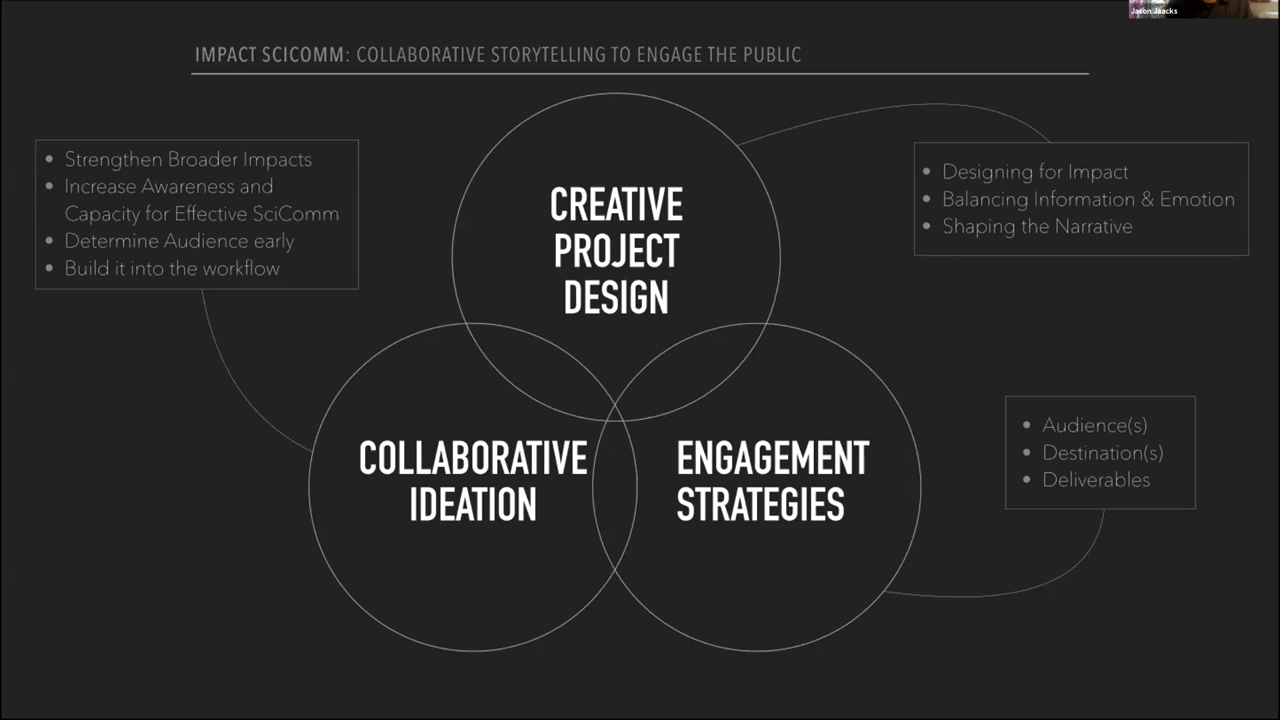 Jason Jaacks
IMPACT SCICOMM: COLLABORATIVE STORYTELLING TO ENGAGE THE PUBLIC
• Strengthen Broader Impacts
• Increase Awareness and
Capacity for Effective SciComm
• Determine Audience early
• Build it into the workflow
CREATIVE
PROJECT
DESIGN
• Designing for Impact
• Balancing Information & Emotion
• Shaping the Narrative
COLLABORATIVE
IDEATION
ENGAGEMENT
STRATEGIES
• Audience(s)
• Destination(s)
• Deliverables